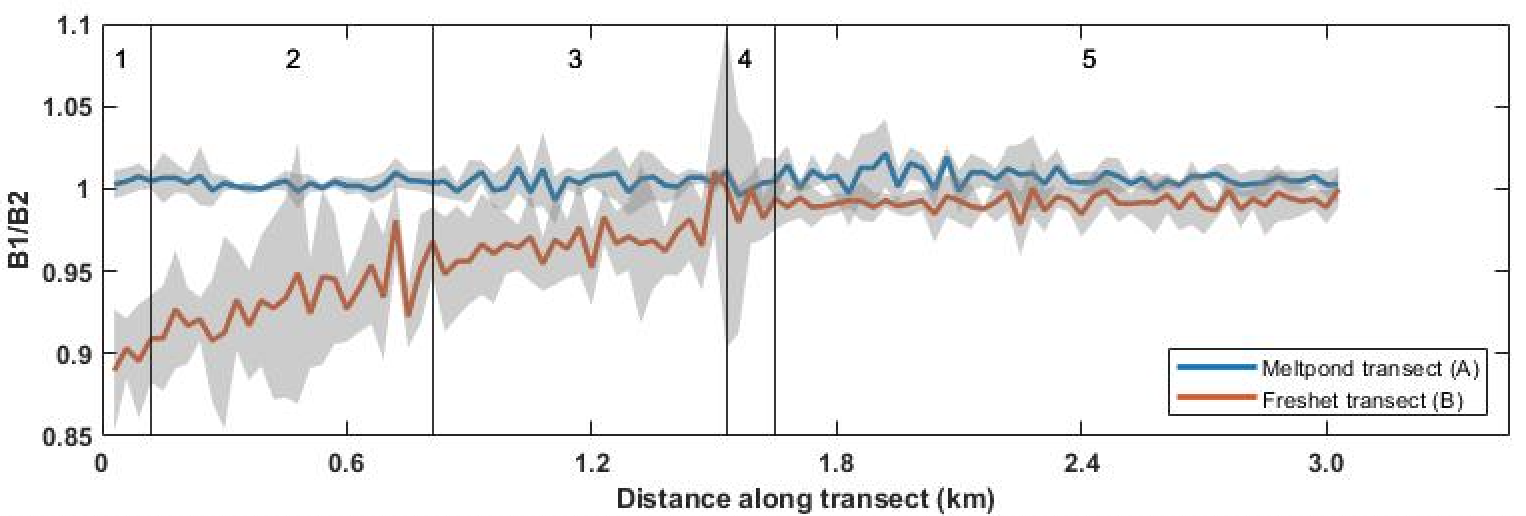 1.1
1.05
1
0.95
0.9
0.85
B1/B2
1 2 3 4 5
Meltpond transect (A)
Freshet transect (B)
0 0.6 1.2 1.8 2.4 3.0
Distance along transect (km)